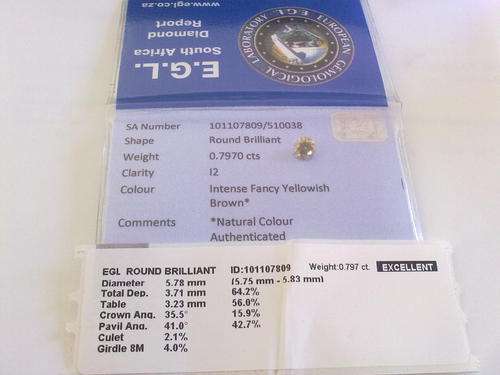 www.egl.co.za
E.G.L.
South Africa
Diamond
Report
EUROPEAN GEMOLOGICAL LABORATORY
E.G.L.
SA Number 101107809/510038
Shape Round Brilliant
Weight 0.7970 cts
Clarity I2
Colour Intense Fancy Yellowish
Brown*
Comments *Natural Colour
Authenticated
EGL ROUND BRILLIANT ID:101107809 Weight:0.797 ct. EXCELLENT
Diameter 5.78 mm (5.75 mm - 5.83 mm)
Total Dep. 3.71 mm 64.2%
Table 3.23 mm 56.0%
Crown Ang. 35.5° 15.9%
Pavil Ang. 41.0° 42.7%
Culet 2.1%
Girdle 8M 4.0%